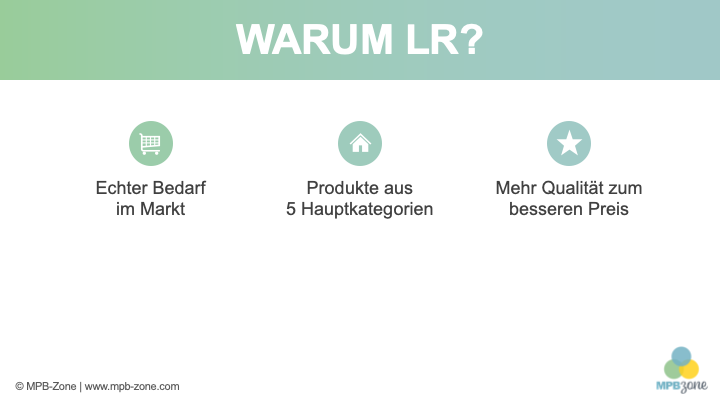 WARUM LR?
Echter Bedarf
im Markt
Produkte aus
5 Hauptkategorien
Mehr Qualität zum
besseren Preis
© MPB-Zone | www.mpb-zone.com
MPBzone